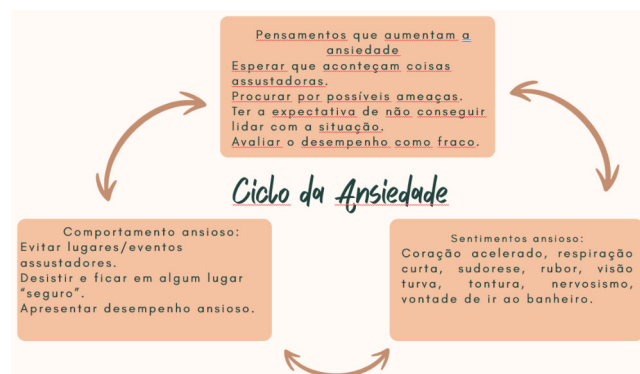 Pensamentos que aumentam a
ansiedade
Esperar que aconteçam coisas
assustadoras.
Procurar por possíveis ameaças.
Ter a expectativa de não conseguir
lidar com a situação.
Avaliar o desempenho como fraco.
Ciclo da Ansiedade
Comportamento ansioso:
Evitar lugares/eventos
assustadores.
Desistir e ficar em algum lugar
“seguro”.
Apresentar desempenho ansioso.
Sentimentos ansioso:
Coração acelerado, respiração
curta, sudorese, rubor, visão
turva, tontura, nervosismo,
vontade de ir ao banheiro.